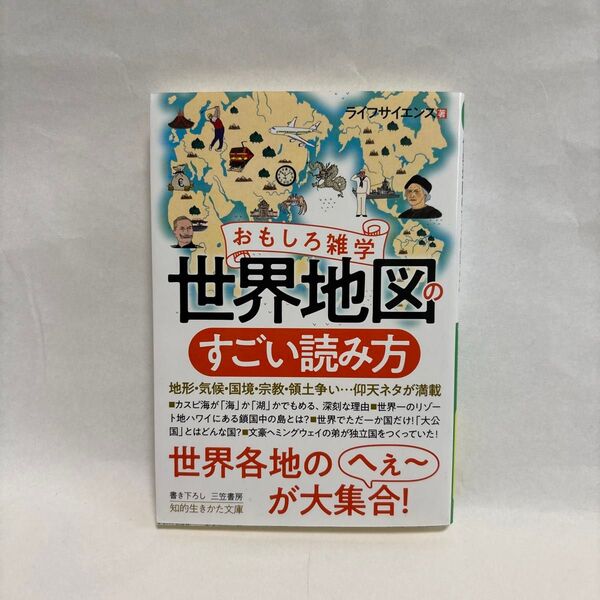 ライフサイエンス著
おもしろ雑学
世界地図の
すごい読み方
地形・気候・国境・宗教・領土争い…仰天ネタが満載
■カスピ海が「海」か「湖」かでもめる、深刻な理由■世界一のリゾー
ト地ハワイにある鎖国中の島とは?■世界でただ一か国だけ!「大公
国」とはどんな国?■文豪ヘミングウェイの弟が独立国をつくっていた!
世界各地の へぇ〜
が大集合!
書き下ろし 三笠書房
知的生きかた文庫